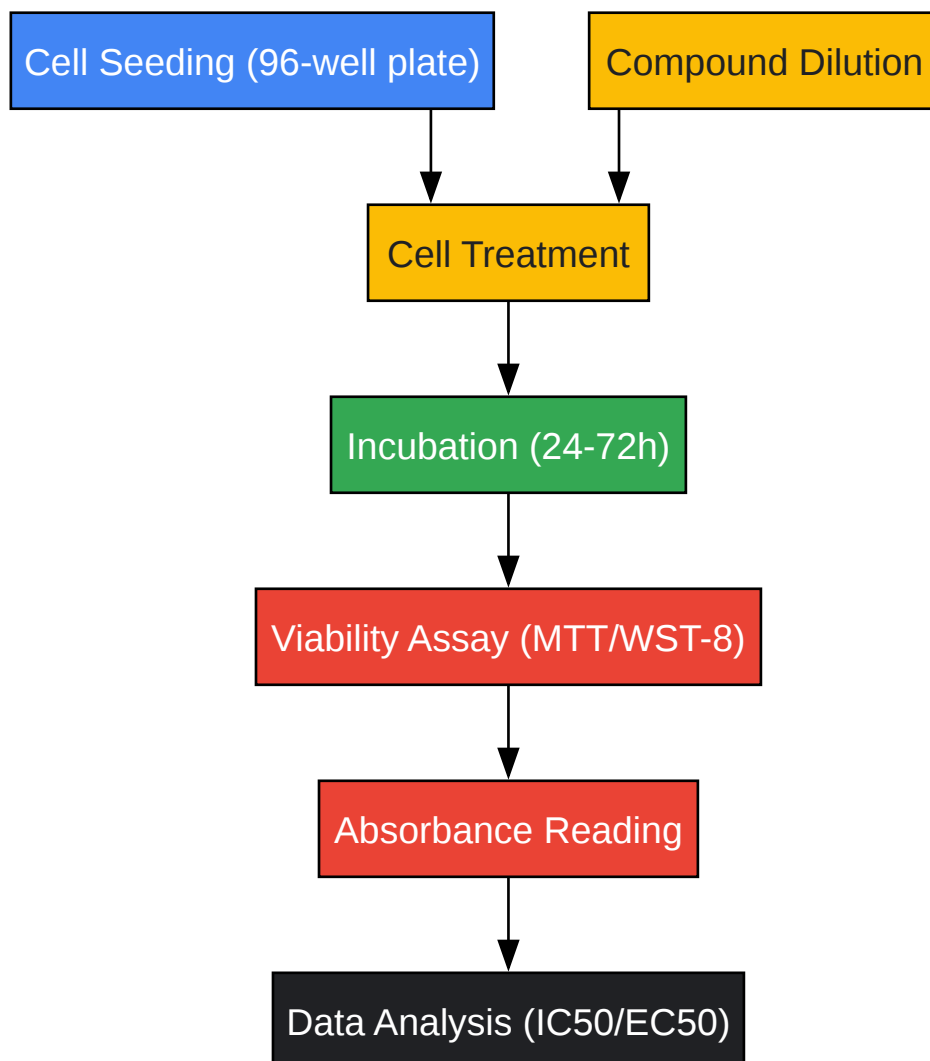 Cell Seeding (96-well plate)
Compound Dilution
Cell Treatment
Incubation (24-72h)
Viability Assay (MTT/WST-8)
Absorbance Reading
Data Analysis (IC50/EC50)